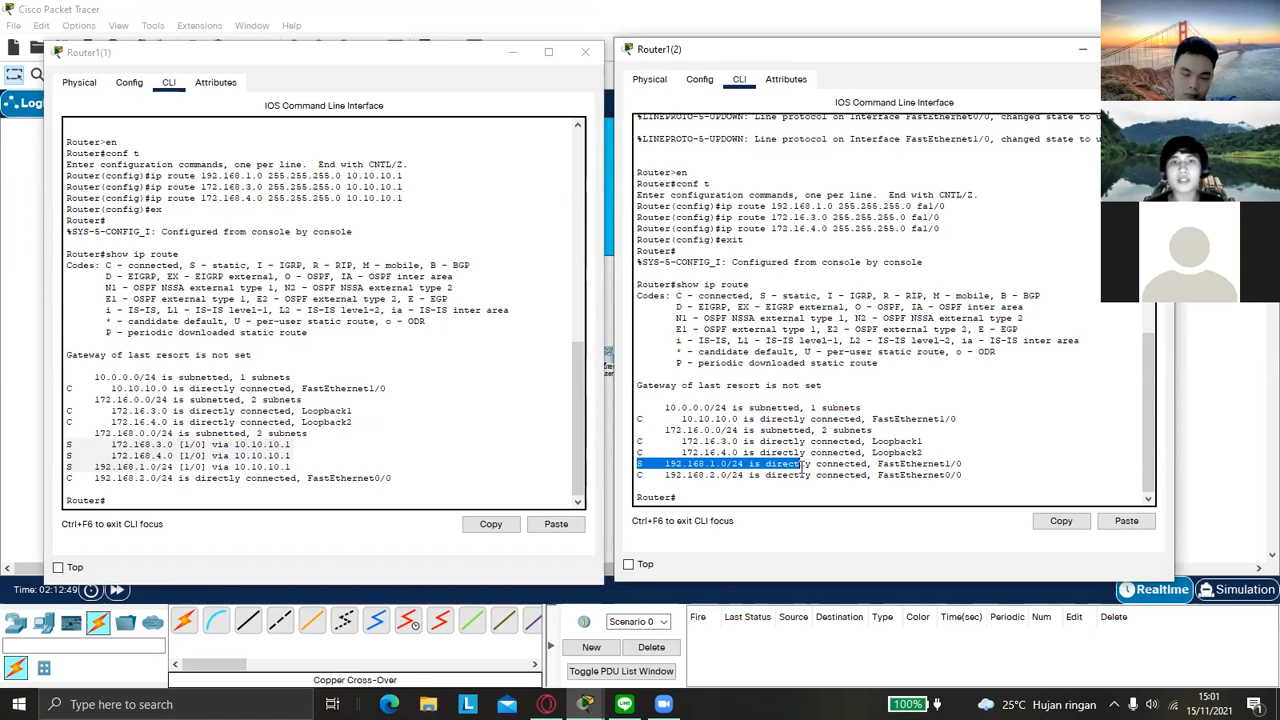 Cisco Packet Tracer
File Edit Options View Tools Extensions Window Help
Router1(1)
Physical Config CLI Attributes
IOS Command Line Interface
Router>en
Router#conf t
Enter configuration commands, one per line. End with CNTL/Z.
Router(config)#ip route 192.168.1.0 255.255.255.0 10.10.10.1
Router(config)#ip route 172.168.3.0 255.255.255.0 10.10.10.1
Router(config)#ip route 172.168.4.0 255.255.255.0 10.10.10.1
Router(config)#ex
Router#
%SYS-5-CONFIG_I: Configured from console by console
Router#show ip route
Codes: C - connected, S - static, I - IGRP, R - RIP, M - mobile, B - BGP
D - EIGRP, EX - EIGRP external, O - OSPF, IA - OSPF inter area
N1 - OSPF NSSA external type 1, N2 - OSPF NSSA external type 2
E1 - OSPF external type 1, E2 - OSPF external type 2, E - EGP
i - IS-IS, L1 - IS-IS level-1, L2 - IS-IS level-2, ia - IS-IS inter area
* - candidate default, U - per-user static route, o - ODR
P - periodic downloaded static route
Gateway of last resort is not set
10.0.0.0/24 is subnetted, 1 subnets
C 10.10.10.0 is directly connected, FastEthernet1/0
172.16.0.0/24 is subnetted, 2 subnets
C 172.16.3.0 is directly connected, Loopback1
C 172.16.4.0 is directly connected, Loopback2
172.168.0.0/24 is subnetted, 2 subnets
S 172.168.3.0 [1/0] via 10.10.10.1
S 172.168.4.0 [1/0] via 10.10.10.1
S 192.168.1.0/24 [1/0] via 10.10.10.1
C 192.168.2.0/24 is directly connected, FastEthernet0/0
Router#
Ctrl+F6 to exit CLI focus
Copy Paste
Top
Router1(2)
Physical Config CLI Attributes
IOS Command Line Interface
%LINEPROTO-5-UPDOWN: Line protocol on Interface FastEthernet0/0, changed state to u
%LINEPROTO-5-UPDOWN: Line protocol on Interface FastEthernet1/0, changed state to u
Router>en
Router#conf t
Enter configuration commands, one per line. End with CNTL/Z.
Router(config)#ip route 192.168.1.0 255.255.255.0 fa1/0
Router(config)#ip route 172.16.3.0 255.255.255.0 fa1/0
Router(config)#ip route 172.16.4.0 255.255.255.0 fa1/0
Router(config)#exit
Router#
%SYS-5-CONFIG_I: Configured from console by console
Router#show ip route
Codes: C - connected, S - static, I - IGRP, R - RIP, M - mobile, B - BGP
D - EIGRP, EX - EIGRP external, O - OSPF, IA - OSPF inter area
N1 - OSPF NSSA external type 1, N2 - OSPF NSSA external type 2
E1 - OSPF external type 1, E2 - OSPF external type 2, E - EGP
i - IS-IS, L1 - IS-IS level-1, L2 - IS-IS level-2, ia - IS-IS inter area
* - candidate default, U - per-user static route, o - ODR
P - periodic downloaded static route
Gateway of last resort is not set
10.0.0.0/24 is subnetted, 1 subnets
C 10.10.10.0 is directly connected, FastEthernet1/0
172.16.0.0/24 is subnetted, 2 subnets
C 172.16.3.0 is directly connected, Loopback1
C 172.16.4.0 is directly connected, Loopback2
S 192.168.1.0/24 is directly connected, FastEthernet1/0
C 192.168.2.0/24 is directly connected, FastEthernet0/0
Router#
Ctrl+F6 to exit CLI focus
Copy Paste
Top
Logi
Time: 02:12:49
Realtime Simulation
Scenario 0
New Delete
Toggle PDU List Window
Fire Last Status Source Destination Type Color Time(sec) Periodic Num Edit Delete
Copper Cross-Over
Type here to search
100%
25°C Hujan ringan
15:01
15/11/2021